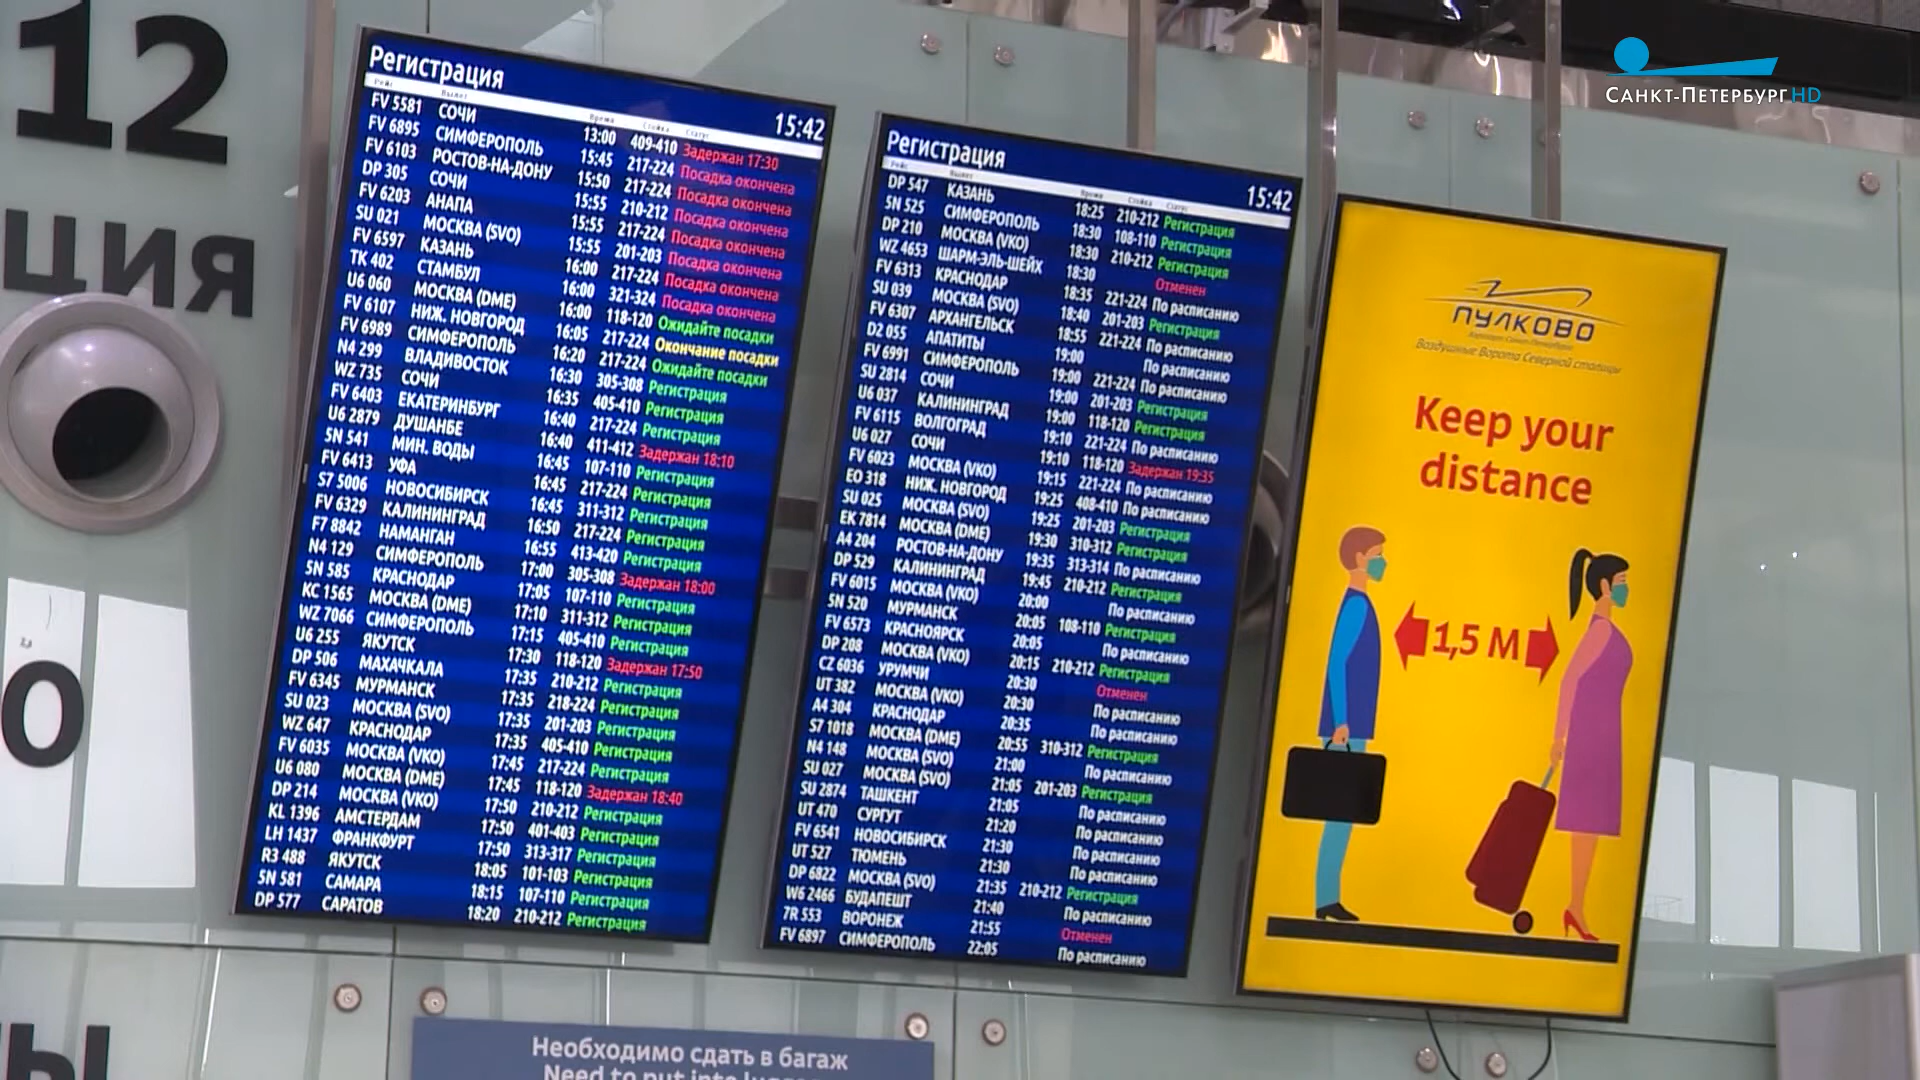 12
ция
о
ы
Регистрация 15:42
Рейс Вылет Время Стойка Статус
FV 5581 СОЧИ 13:00 409-410 Задержан 17:30
FV 6895 СИМФЕРОПОЛЬ 15:45 217-224 Посадка окончена
FV 6103 РОСТОВ-НА-ДОНУ 15:50 217-224 Посадка окончена
DP 305 СОЧИ 15:55 210-212 Посадка окончена
FV 6203 АНАПА 15:55 217-224 Посадка окончена
SU 021 МОСКВА (SVO) 15:55 201-203 Посадка окончена
FV 6597 КАЗАНЬ 16:00 217-224 Посадка окончена
TK 402 СТАМБУЛ 16:00 321-324 Посадка окончена
U6 060 МОСКВА (DME) 16:00 118-120 Ожидайте посадки
FV 6107 НИЖ. НОВГОРОД 16:05 217-224 Окончание посадки
FV 6989 СИМФЕРОПОЛЬ 16:20 217-224 Ожидайте посадки
N4 299 ВЛАДИВОСТОК 16:30 305-308 Регистрация
WZ 735 СОЧИ 16:35 405-410 Регистрация
FV 6403 ЕКАТЕРИНБУРГ 16:40 217-224 Регистрация
U6 2879 ДУШАНБЕ 16:40 411-412 Задержан 18:10
5N 541 МИН. ВОДЫ 16:45 107-110 Регистрация
FV 6413 УФА 16:45 217-224 Регистрация
S7 5006 НОВОСИБИРСК 16:45 311-312 Регистрация
FV 6329 КАЛИНИНГРАД 16:50 217-224 Регистрация
F7 8842 НАМАНГАН 16:55 413-420 Регистрация
N4 129 СИМФЕРОПОЛЬ 17:00 305-308 Задержан 18:00
5N 585 КРАСНОДАР 17:05 107-110 Регистрация
KC 1565 МОСКВА (DME) 17:10 311-312 Регистрация
WZ 7066 СИМФЕРОПОЛЬ 17:15 405-410 Регистрация
U6 255 ЯКУТСК 17:30 118-120 Задержан 17:50
DP 506 МАХАЧКАЛА 17:35 210-212 Регистрация
FV 6345 МУРМАНСК 17:35 218-224 Регистрация
SU 023 МОСКВА (SVO) 17:35 201-203 Регистрация
WZ 647 КРАСНОДАР 17:35 405-410 Регистрация
FV 6035 МОСКВА (VKO) 17:45 217-224 Регистрация
U6 080 МОСКВА (DME) 17:45 118-120 Задержан 18:40
DP 214 МОСКВА (VKO) 17:50 210-212 Регистрация
KL 1396 АМСТЕРДАМ 17:50 401-403 Регистрация
LH 1437 ФРАНКФУРТ 17:50 313-317 Регистрация
R3 488 ЯКУТСК 18:05 101-103 Регистрация
5N 581 САМАРА 18:15 107-110 Регистрация
DP 577 САРАТОВ 18:20 210-212 Регистрация
Регистрация 15:42
Рейс Вылет Время Стойка Статус
DP 547 КАЗАНЬ 18:25 210-212 Регистрация
5N 525 СИМФЕРОПОЛЬ 18:30 108-110 Регистрация
DP 210 МОСКВА (VKO) 18:30 210-212 Регистрация
WZ 4653 ШАРМ-ЭЛЬ-ШЕЙХ 18:30 Отменен
FV 6313 КРАСНОДАР 18:35 221-224 По расписанию
SU 039 МОСКВА (SVO) 18:40 201-203 Регистрация
FV 6307 АРХАНГЕЛЬСК 18:55 221-224 По расписанию
D2 055 АПАТИТЫ 19:00 По расписанию
FV 6991 СИМФЕРОПОЛЬ 19:00 221-224 По расписанию
SU 2814 СОЧИ 19:00 201-203 Регистрация
U6 037 КАЛИНИНГРАД 19:00 118-120 Регистрация
FV 6115 ВОЛГОГРАД 19:10 221-224 По расписанию
U6 027 СОЧИ 19:10 118-120 Задержан 19:35
FV 6023 МОСКВА (VKO) 19:15 221-224 По расписанию
EO 318 НИЖ. НОВГОРОД 19:25 408-410 По расписанию
SU 025 МОСКВА (SVO) 19:25 201-203 Регистрация
EK 7814 МОСКВА (DME) 19:30 310-312 Регистрация
A4 204 РОСТОВ-НА-ДОНУ 19:35 313-314 По расписанию
DP 529 КАЛИНИНГРАД 19:45 210-212 Регистрация
FV 6015 МОСКВА (VKO) 20:00 По расписанию
5N 520 МУРМАНСК 20:05 108-110 Регистрация
FV 6573 КРАСНОЯРСК 20:05 По расписанию
DP 208 МОСКВА (VKO) 20:15 210-212 Регистрация
CZ 6036 УРУМЧИ 20:30 Отменен
UT 382 МОСКВА (VKO) 20:30 По расписанию
A4 304 КРАСНОДАР 20:35 По расписанию
S7 1018 МОСКВА (DME) 20:55 310-312 Регистрация
N4 148 МОСКВА (SVO) 21:00 По расписанию
SU 027 МОСКВА (SVO) 21:05 201-203 Регистрация
SU 2874 ТАШКЕНТ 21:05 По расписанию
UT 470 СУРГУТ 21:20 По расписанию
FV 6541 НОВОСИБИРСК 21:30 По расписанию
UT 527 ТЮМЕНЬ 21:30 По расписанию
DP 6822 МОСКВА (SVO) 21:35 210-212 Регистрация
W6 2466 БУДАПЕШТ 21:40 По расписанию
7R 553 ВОРОНЕЖ 21:55 Отменен
FV 6897 СИМФЕРОПОЛЬ 22:05 По расписанию
САНКТ-ПЕТЕРБУРГ HD
ПУЛКОВО
Аэропорт Санкт-Петербурга
Воздушные Ворота Северной столицы
Keep your
distance
1,5 М
Необходимо сдать в багаж
Need to put into